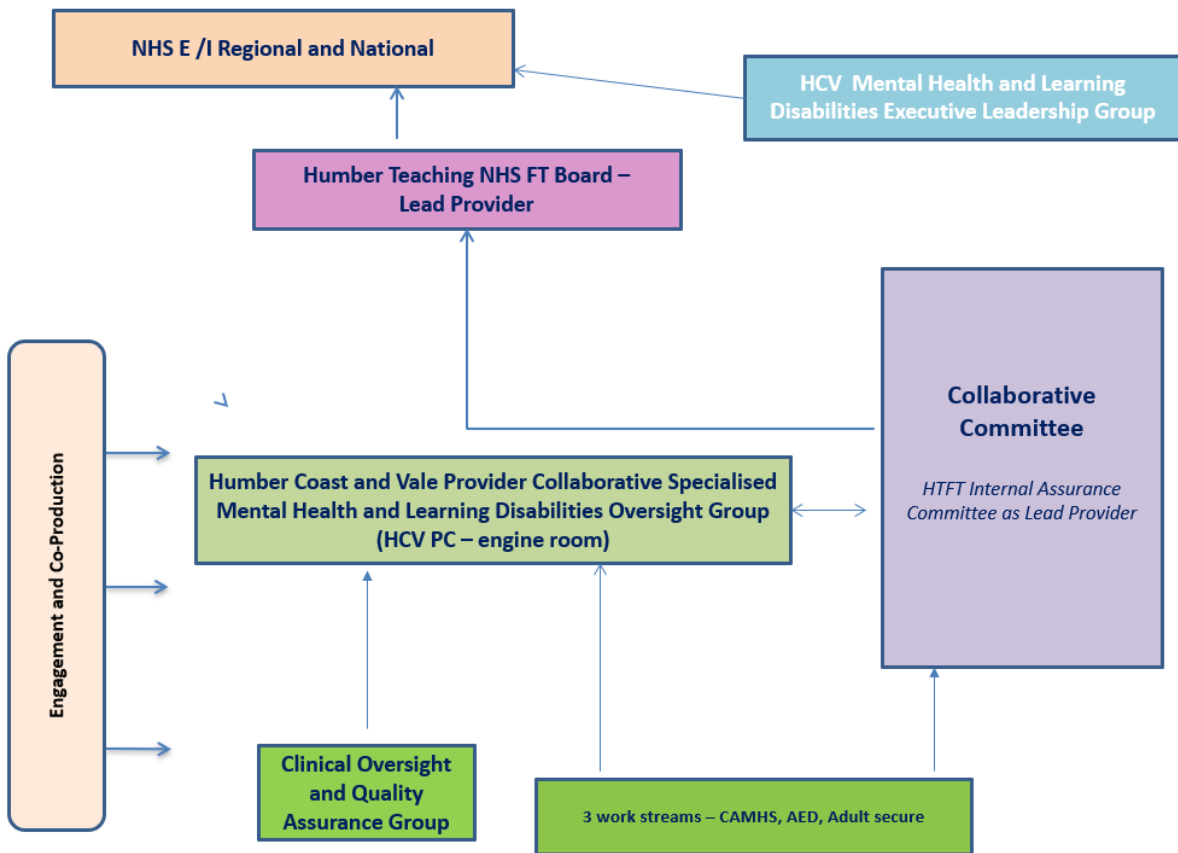 NHS E /I Regional and National
HCV  Mental Health and Learning
Disabilities Executive Leadership Group
Humber Teaching NHS FT Board –
Lead Provider
Collaborative
Committee
HTFT Internal Assurance
Committee as Lead Provider
Engagement and Co-Production
Humber Coast and Vale Provider Collaborative Specialised
Mental Health and Learning Disabilities Oversight Group
(HCV PC – engine room)
Clinical Oversight
and Quality
Assurance Group
3 work streams – CAMHS, AED, Adult secure